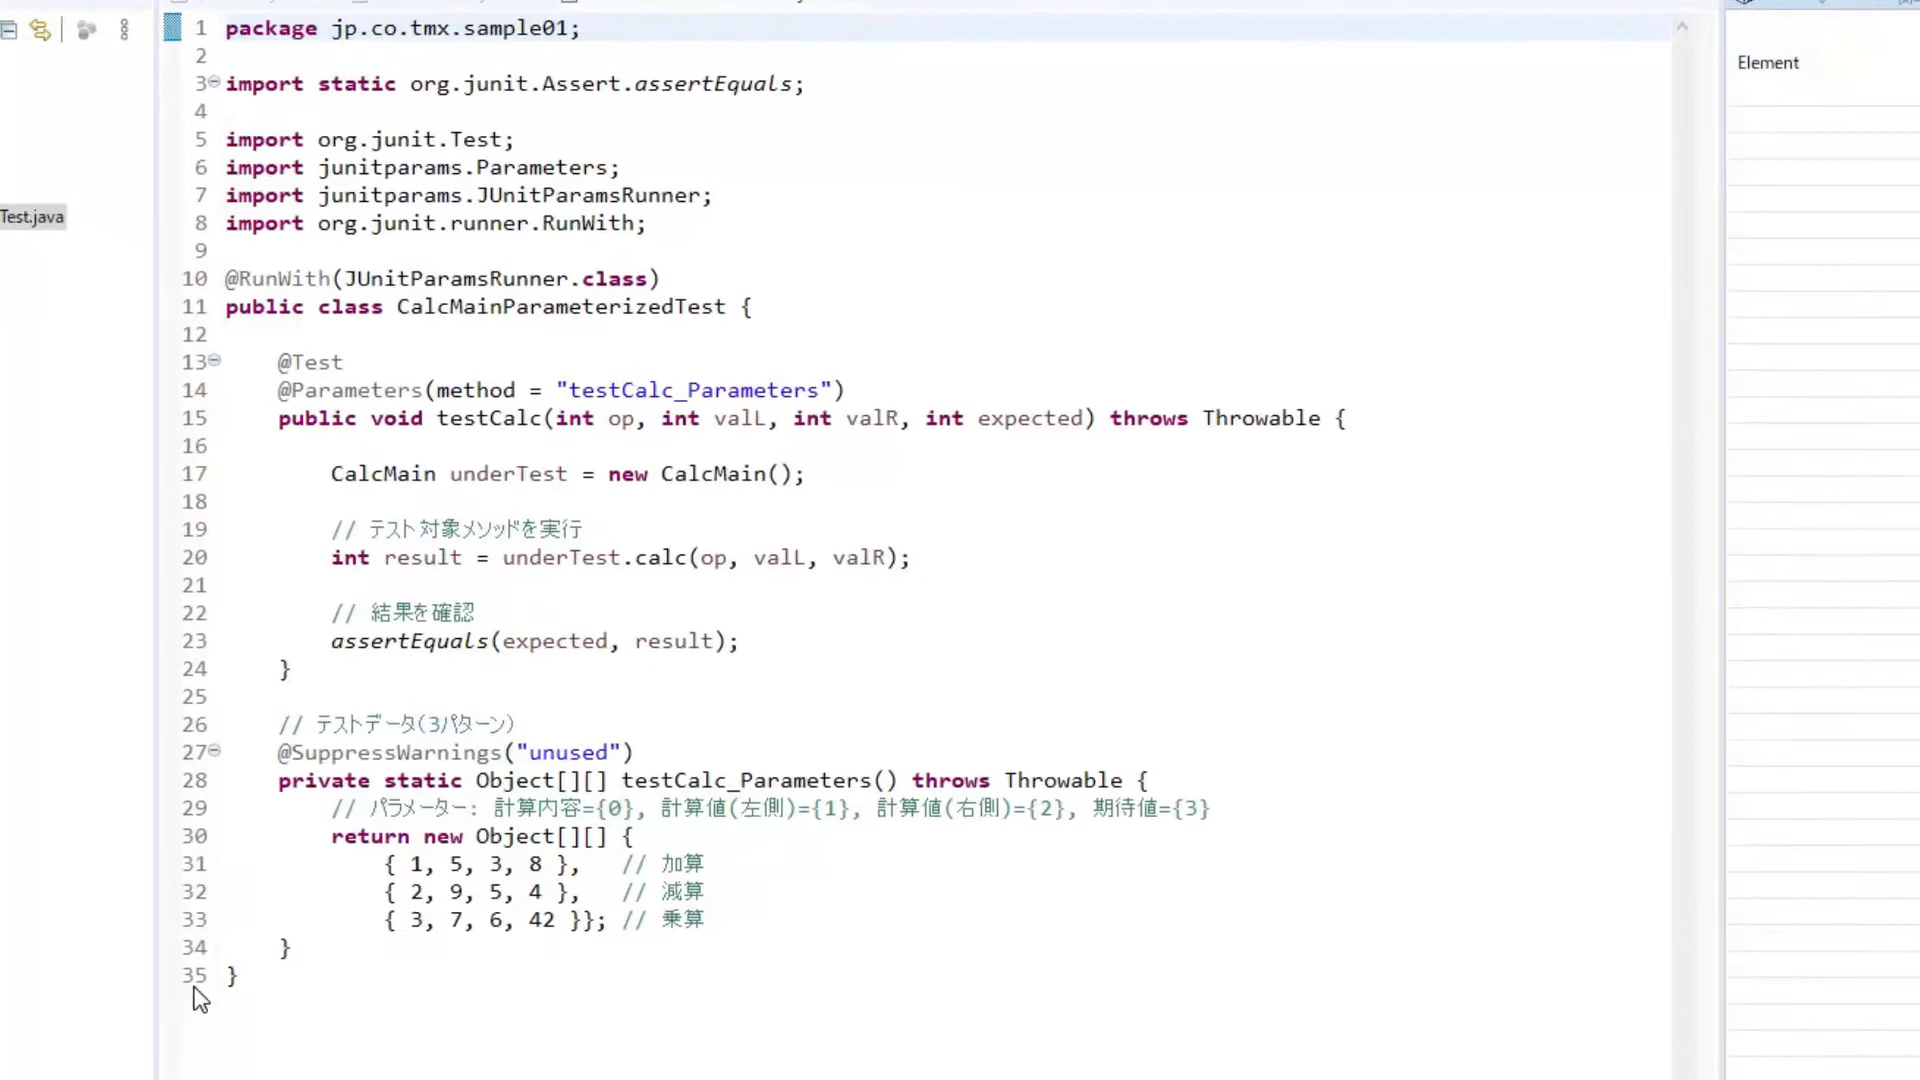 1 package jp.co.tmx.sample01;
2
3 import static org.junit.Assert.assertEquals;
4
5 import org.junit.Test;
6 import junitparams.Parameters;
7 import junitparams.JUnitParamsRunner;
8 import org.junit.runner.RunWith;
9
10 @RunWith(JUnitParamsRunner.class)
11 public class CalcMainParameterizedTest {
12
13 @Test
14 @Parameters(method = "testCalc_Parameters")
15 public void testCalc(int op, int valL, int valR, int expected) throws Throwable {
16
17 CalcMain underTest = new CalcMain();
18
19 // テスト対象メソッドを実行
20 int result = underTest.calc(op, valL, valR);
21
22 // 結果を確認
23 assertEquals(expected, result);
24 }
25
26 // テストデータ(3パターン)
27 @SuppressWarnings("unused")
28 private static Object[][] testCalc_Parameters() throws Throwable {
29 // パラメーター: 計算内容={0}, 計算値(左側)={1}, 計算値(右側)={2}, 期待値={3}
30 return new Object[][] {
31 { 1, 5, 3, 8 }, // 加算
32 { 2, 9, 5, 4 }, // 減算
33 { 3, 7, 6, 42 }}; // 乗算
34 }
35 }
Test.java
Element